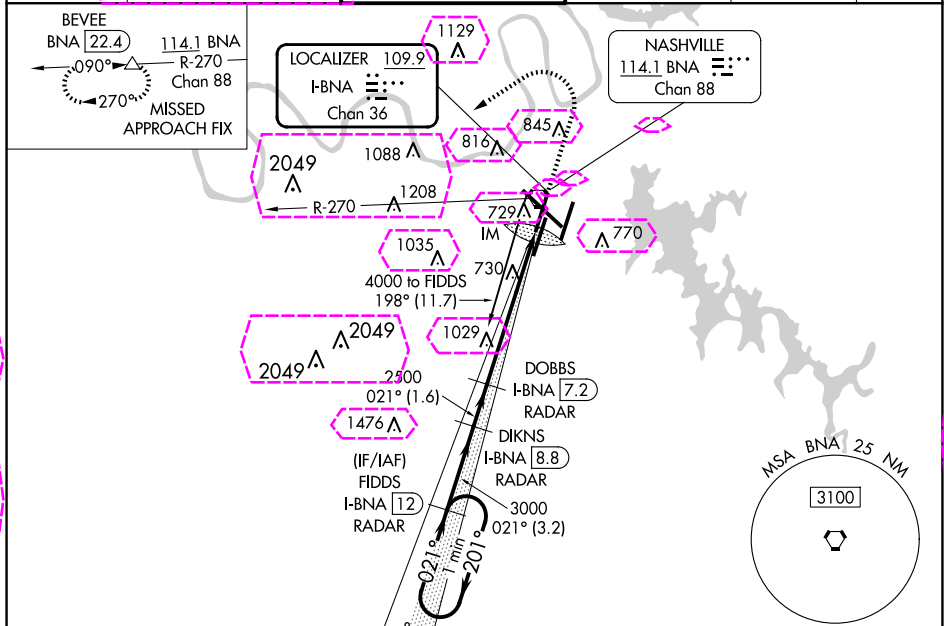 BEVEE
BNA 22.4
114.1 BNA
090°
R-270
Chan 88
270°
MISSED
APPROACH FIX
LOCALIZER 109.9
I-BNA
Chan 36
1129
NASHVILLE
114.1 BNA
Chan 88
845
816
1088
2049
1208
R-270
729
IM
770
1035
730
4000 to FIDDS
198° (11.7)
1029
2049
2049
2500
021° (1.6)
DOBBS
I-BNA 7.2
RADAR
1476
DIKNS
I-BNA 8.8
RADAR
(IF/IAF)
FIDDS
I-BNA 12
RADAR
3000
021° (3.2)
021°
1 min
201°
MSA BNA 25 NM
3100